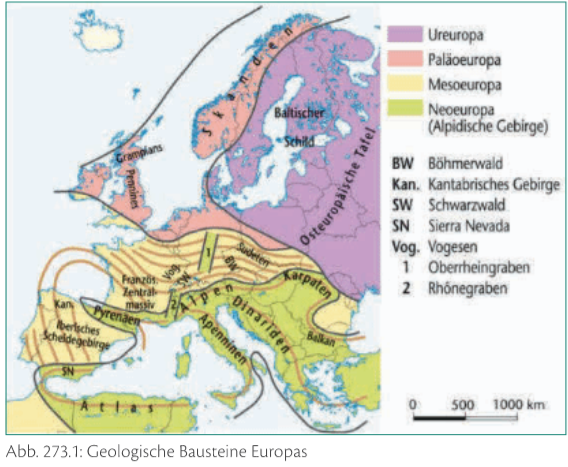 Skanden
Baltischer
Schild
Osteuropäische Tafel
Grampians
Pennines
1
Sudeten
Vog.
SW
BW
Französ.
Zentral-
massiv
2
Alpen
Karpaten
Kan.
Pyrenäen
Iberisches
Scheidegebirge
Apenninen
Dinariden
Balkan
SN
Atlas
Ureuropa
Paläoeuropa
Mesoeuropa
Neoeuropa
(Alpidische Gebirge)
BW Böhmerwald
Kan. Kantabrisches Gebirge
SW Schwarzwald
SN Sierra Nevada
Vog. Vogesen
1 Oberrheingraben
2 Rhônegraben
0 500 1000 km
Abb. 273.1: Geologische Bausteine Europas